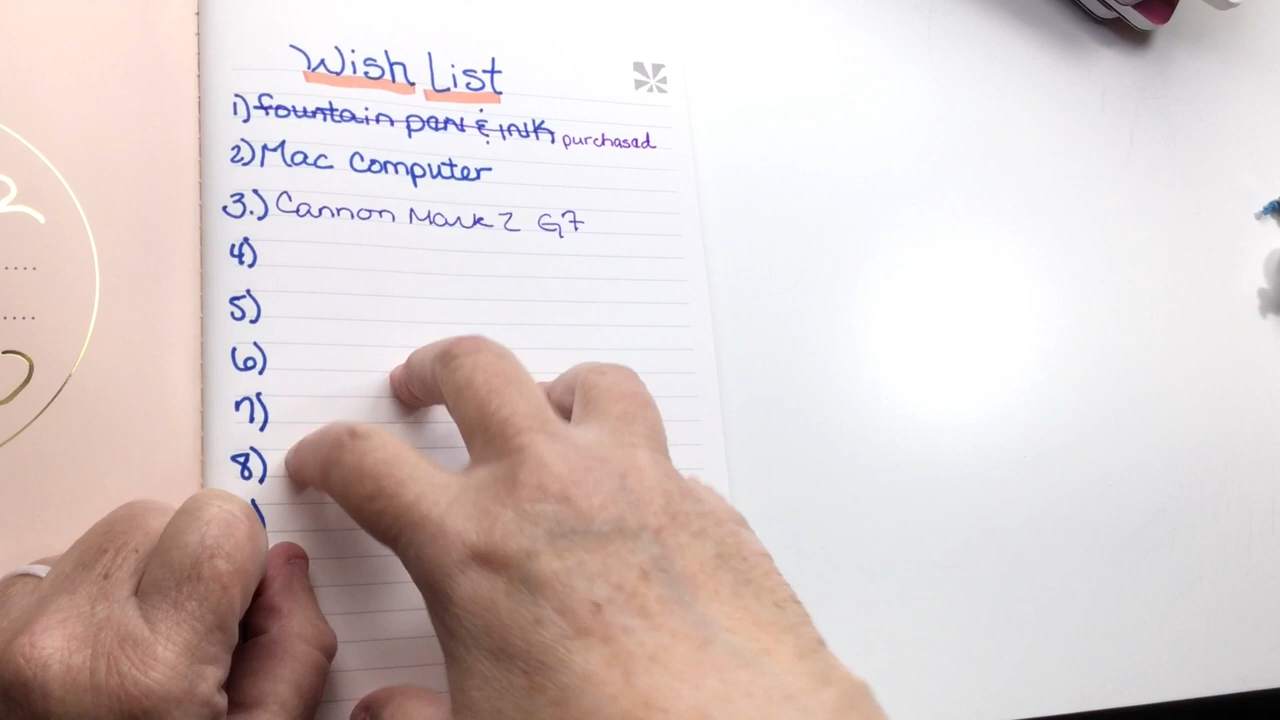 Wish List
1) fountain pen & ink purchased
2) Mac Computer
3.) Cannon Mark 2 G7
4)
5)
6)
7)
8)
)